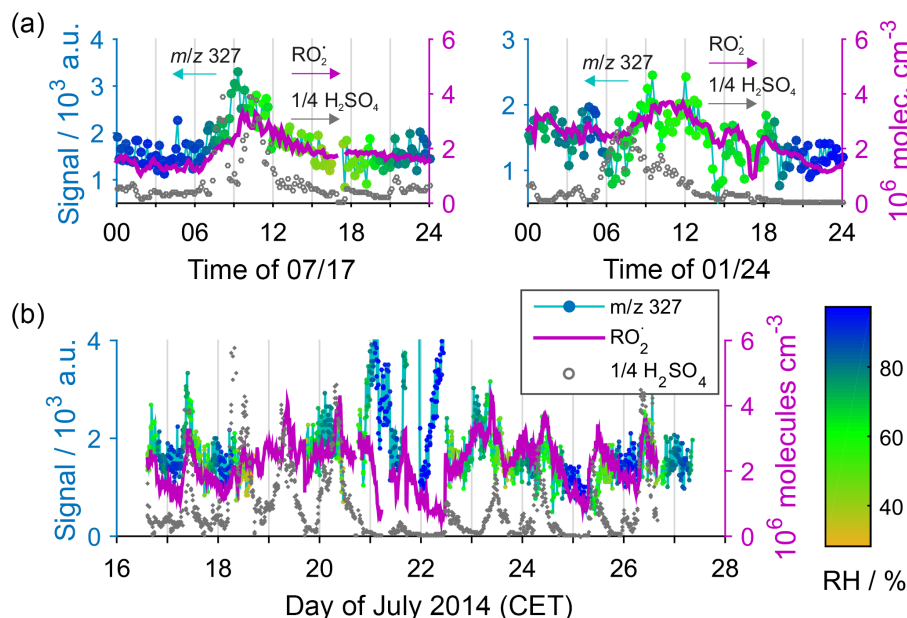 (a)
Signal / 10³ a.u.
4
3
2
1
m/z 327
RO₂˙
1/4 H₂SO₄
6
4
2
0
00 06 12 18 24
Time of 07/17
3
2
1
m/z 327
RO₂˙
1/4 H₂SO₄
6
4
2
0
10⁶ molec. cm⁻³
00 06 12 18 24
Time of 01/24
(b)
m/z 327
RO₂˙
1/4 H₂SO₄
Signal / 10³ a.u.
4
2
0
6
4
2
0
10⁶ molecules cm⁻³
16 18 20 22 24 26 28
Day of July 2014 (CET)
80
60
40
RH / %